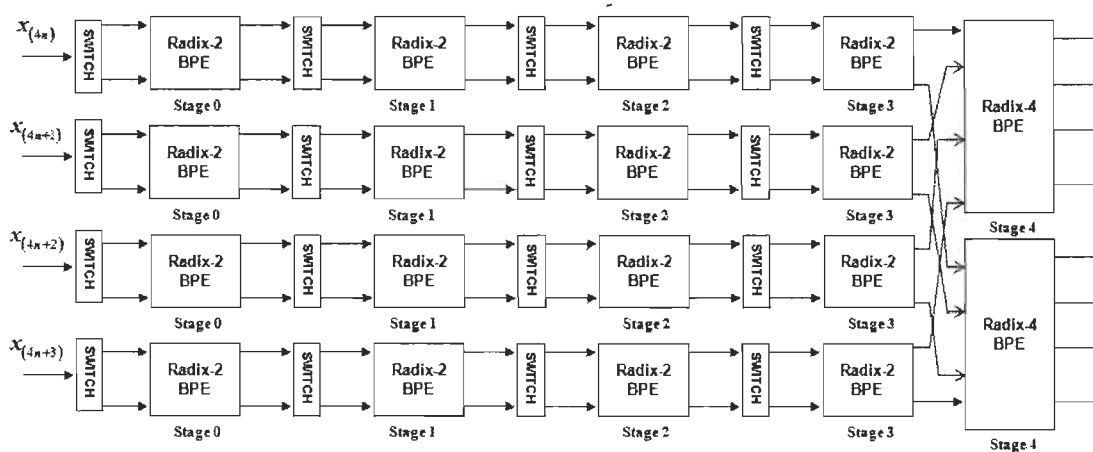 x(4n)
SWITCH
Radix-2
BPE
Stage 0
SWITCH
Radix-2
BPE
Stage 1
SWITCH
Radix-2
BPE
Stage 2
SWITCH
Radix-2
BPE
Stage 3
Radix-4
BPE
Stage 4
x(4n+1)
SWITCH
Radix-2
BPE
Stage 0
SWITCH
Radix-2
BPE
Stage 1
SWITCH
Radix-2
BPE
Stage 2
SWITCH
Radix-2
BPE
Stage 3
x(4n+2)
SWITCH
Radix-2
BPE
Stage 0
SWITCH
Radix-2
BPE
Stage 1
SWITCH
Radix-2
BPE
Stage 2
SWITCH
Radix-2
BPE
Stage 3
Radix-4
BPE
Stage 4
x(4n+3)
SWITCH
Radix-2
BPE
Stage 0
SWITCH
Radix-2
BPE
Stage 1
SWITCH
Radix-2
BPE
Stage 2
SWITCH
Radix-2
BPE
Stage 3